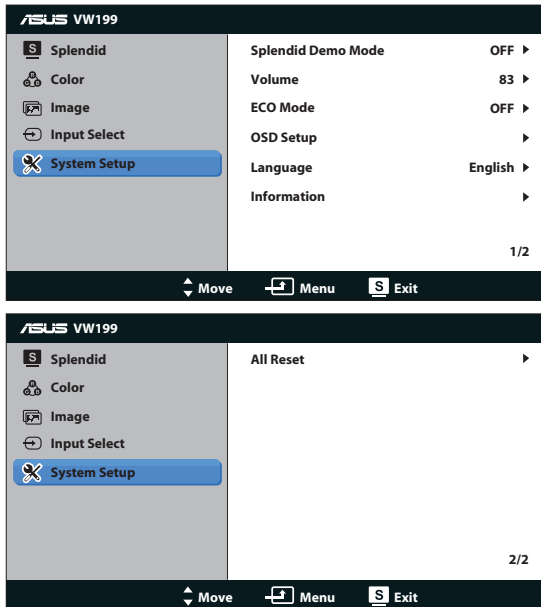 ASUS VW199
S Splendid
Color
Image
Input Select
System Setup
Splendid Demo Mode OFF
Volume 83
ECO Mode OFF
OSD Setup
Language English
Information
1/2
Move Menu S Exit
ASUS VW199
S Splendid
Color
Image
Input Select
System Setup
All Reset
2/2
Move Menu S Exit